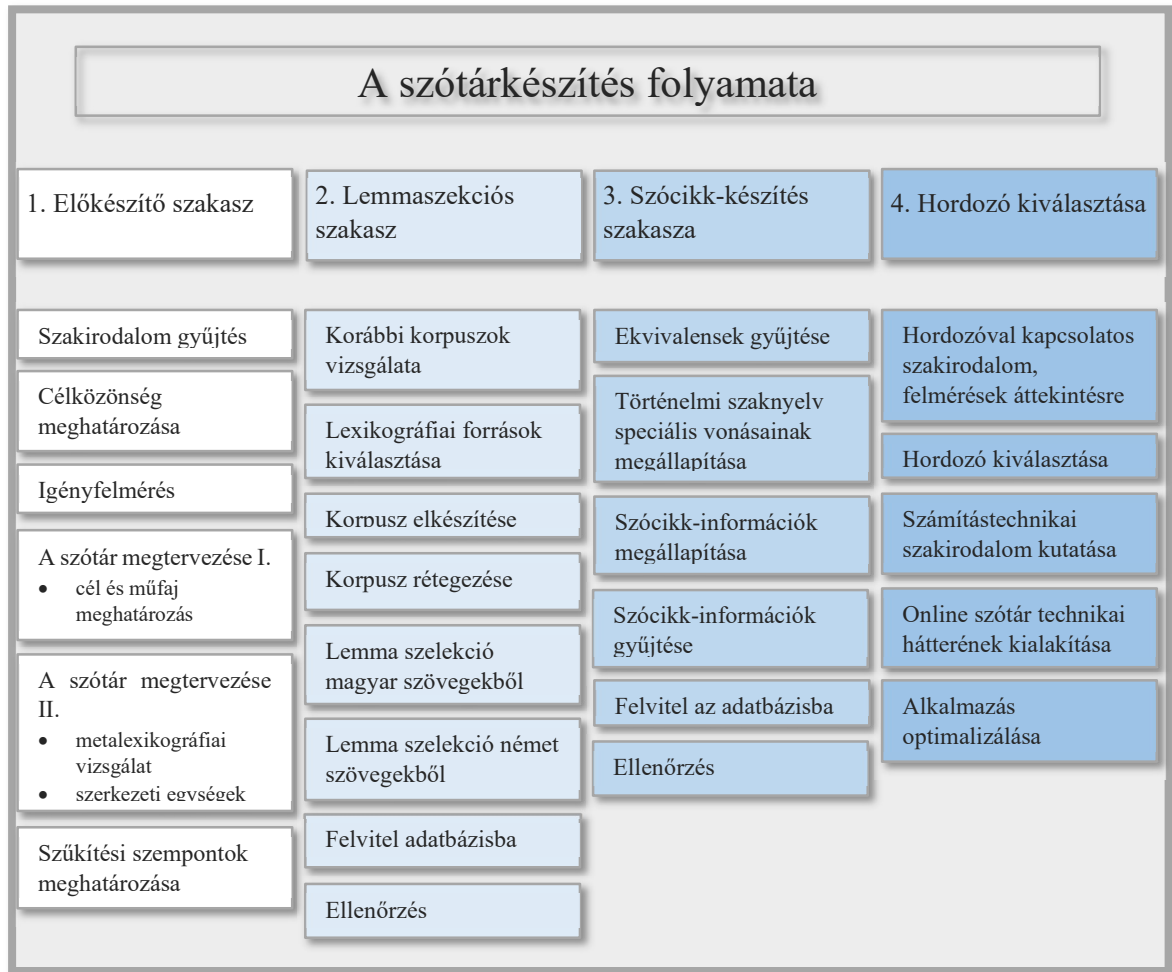 A szótárkészítés folyamata
1. Előkészítő szakasz
Szakirodalom gyűjtés
Célközönség
meghatározása
Igényfelmérés
A szótár megtervezése I.
• cél és műfaj
meghatározás
A szótár megtervezése
II.
• metalexikográfiai
vizsgálat
• szerkezeti egységek
Szűkítési szempontok
meghatározása
2. Lemmaszekciós
szakasz
Korábbi korpuszok
vizsgálata
Lexikográfiai források
kiválasztása
Korpusz elkészítése
Korpusz rétegezése
Lemma szelekció
magyar szövegekből
Lemma szelekció német
szövegekből
Felvitel adatbázisba
Ellenőrzés
3. Szócikk-készítés
szakasza
Ekvivalensek gyűjtése
Történelmi szaknyelv
speciális vonásainak
megállapítása
Szócikk-információk
megállapítása
Szócikk-információk
gyűjtése
Felvitel az adatbázisba
Ellenőrzés
4. Hordozó kiválasztása
Hordozóval kapcsolatos
szakirodalom,
felmérések áttekintésre
Hordozó kiválasztása
Számítástechnikai
szakirodalom kutatása
Online szótár technikai
hátterének kialakítása
Alkalmazás
optimalizálása